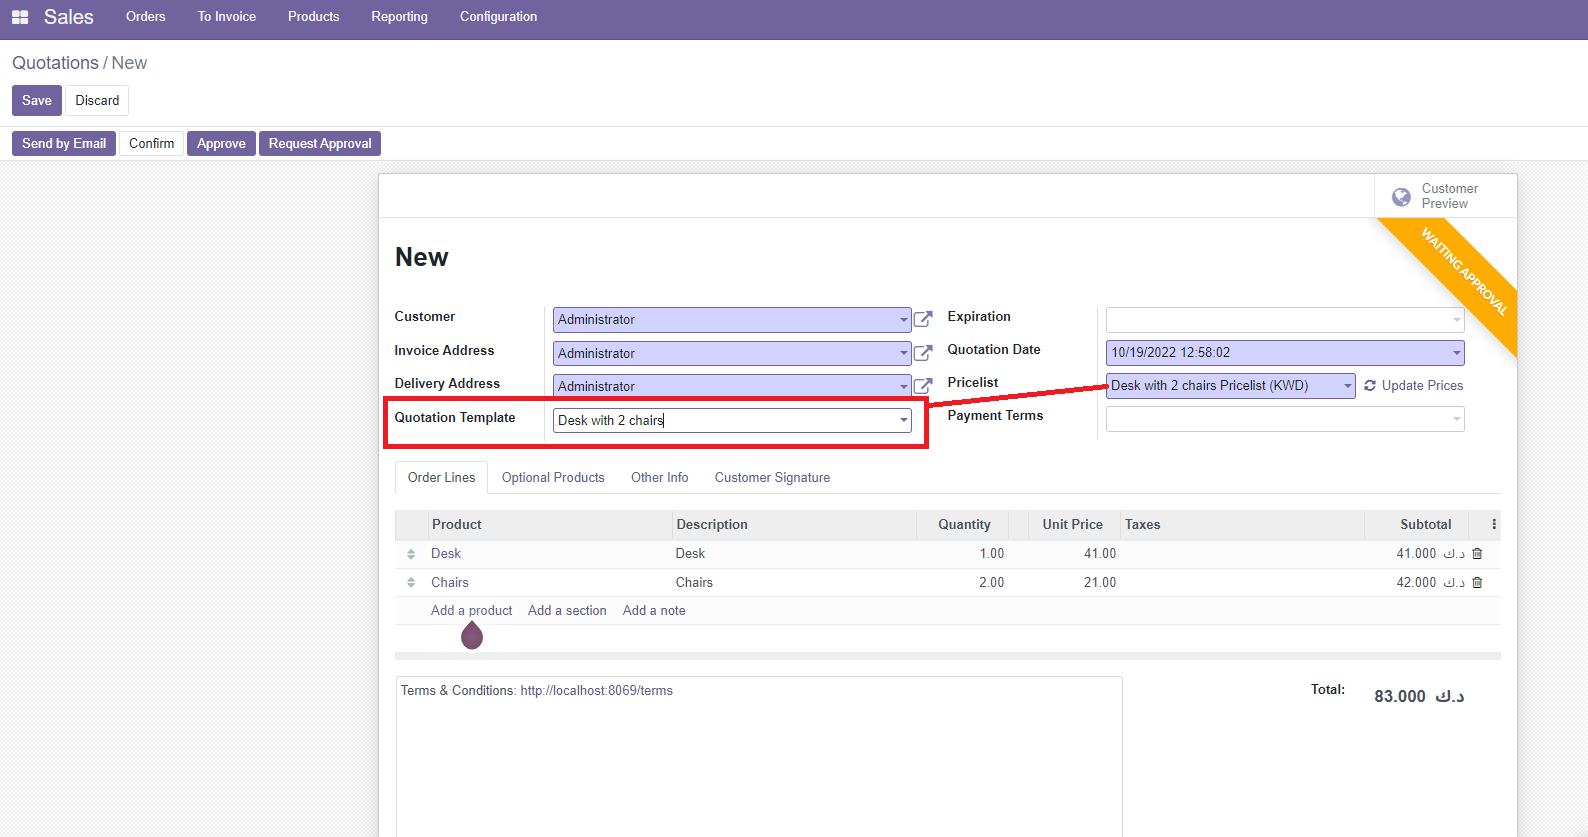 Sales Orders To Invoice Products Reporting Configuration
Quotations / New
Save Discard
Send by Email Confirm Approve Request Approval
Customer Preview
WAITING APPROVAL
New
Customer Administrator Expiration
Invoice Address Administrator Quotation Date 10/19/2022 12:58:02
Delivery Address Administrator Pricelist Desk with 2 chairs Pricelist (KWD) Update Prices
Quotation Template Desk with 2 chairs Payment Terms
Order Lines Optional Products Other Info Customer Signature
Product Description Quantity Unit Price Taxes Subtotal
Desk Desk 1.00 41.00 41.000 د.ك
Chairs Chairs 2.00 21.00 42.000 د.ك
Add a product Add a section Add a note
Terms & Conditions: http://localhost:8069/terms
Total: 83.000 د.ك